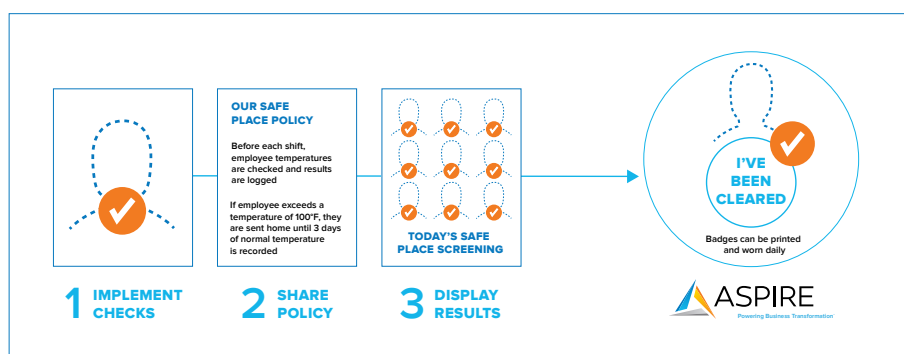 OUR SAFE
PLACE POLICY
Before each shift,
employee temperatures
are checked and results
are logged
If employee exceeds a
temperature of 100°F, they
are sent home until 3 days
of normal temperature
is recorded
TODAY'S SAFE
PLACE SCREENING
I'VE
BEEN
CLEARED
Badges can be printed
and worn daily
1 IMPLEMENT
CHECKS
2 SHARE
POLICY
3 DISPLAY
RESULTS
ASPIRE
Powering Business Transformation